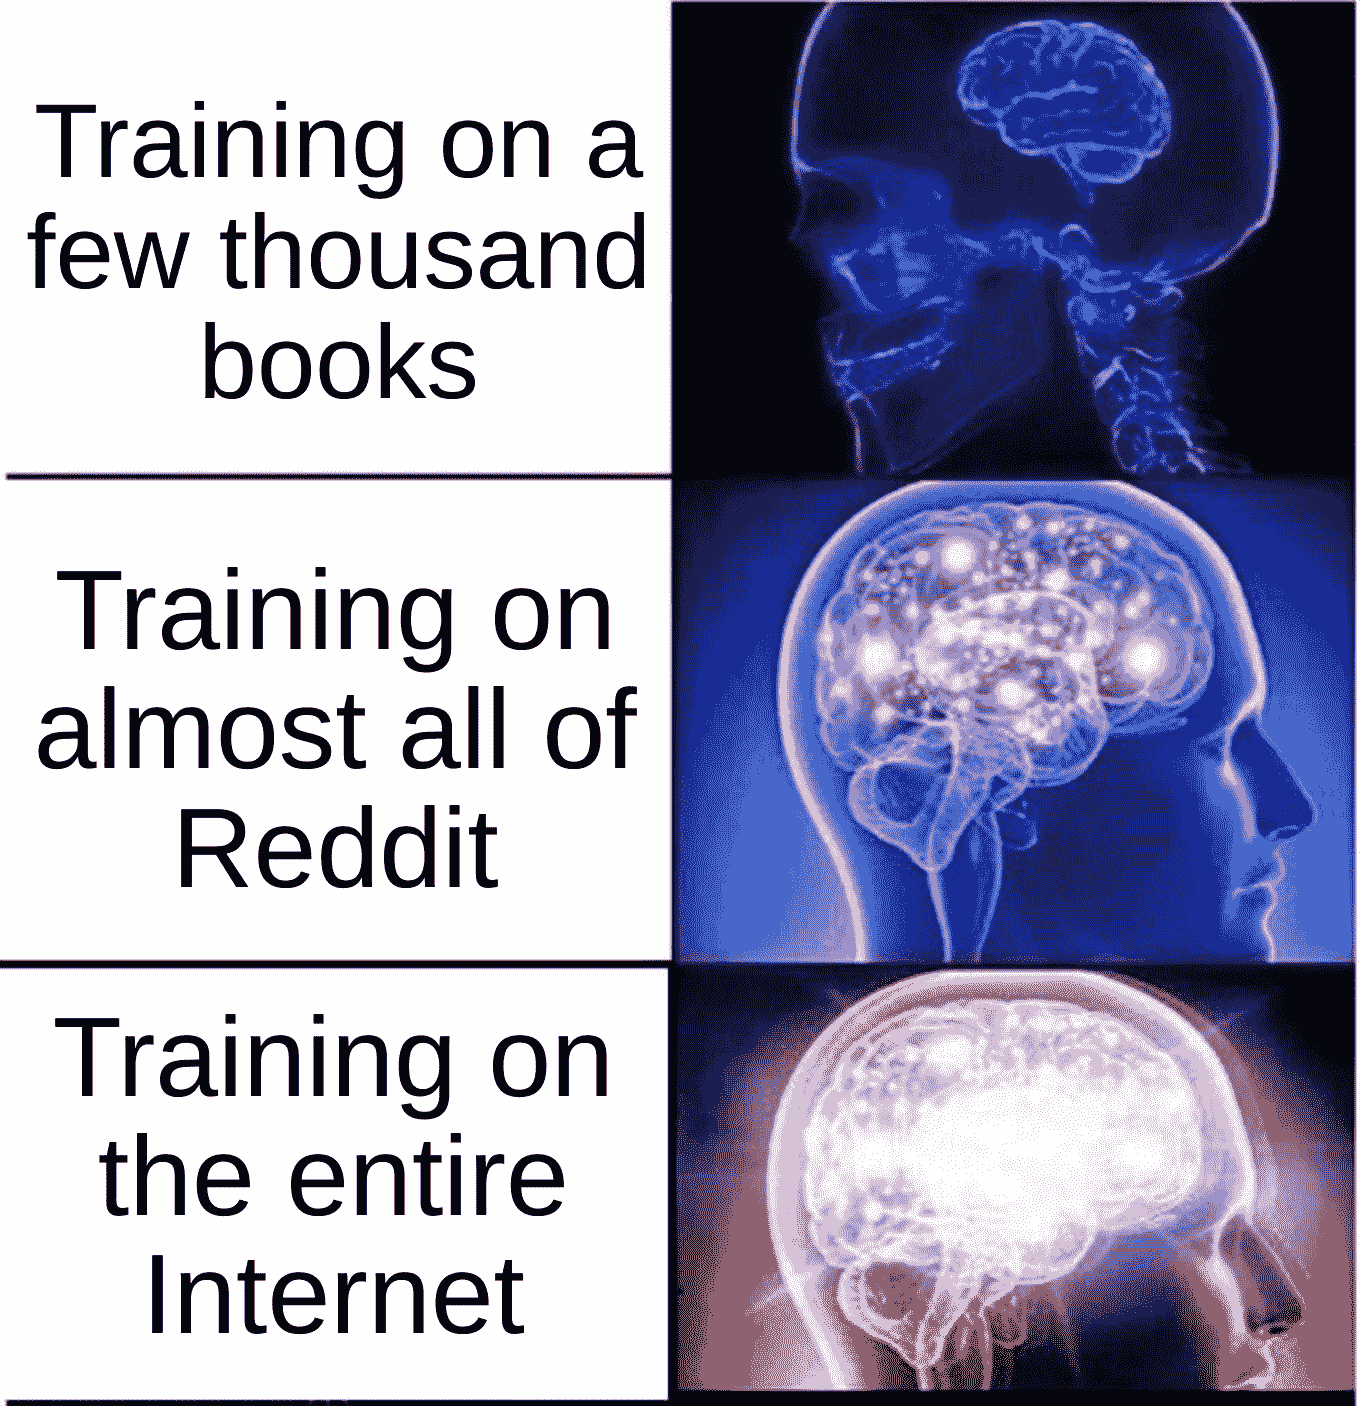 Training on a
few thousand
books
Training on
almost all of
Reddit
Training on
the entire
Internet